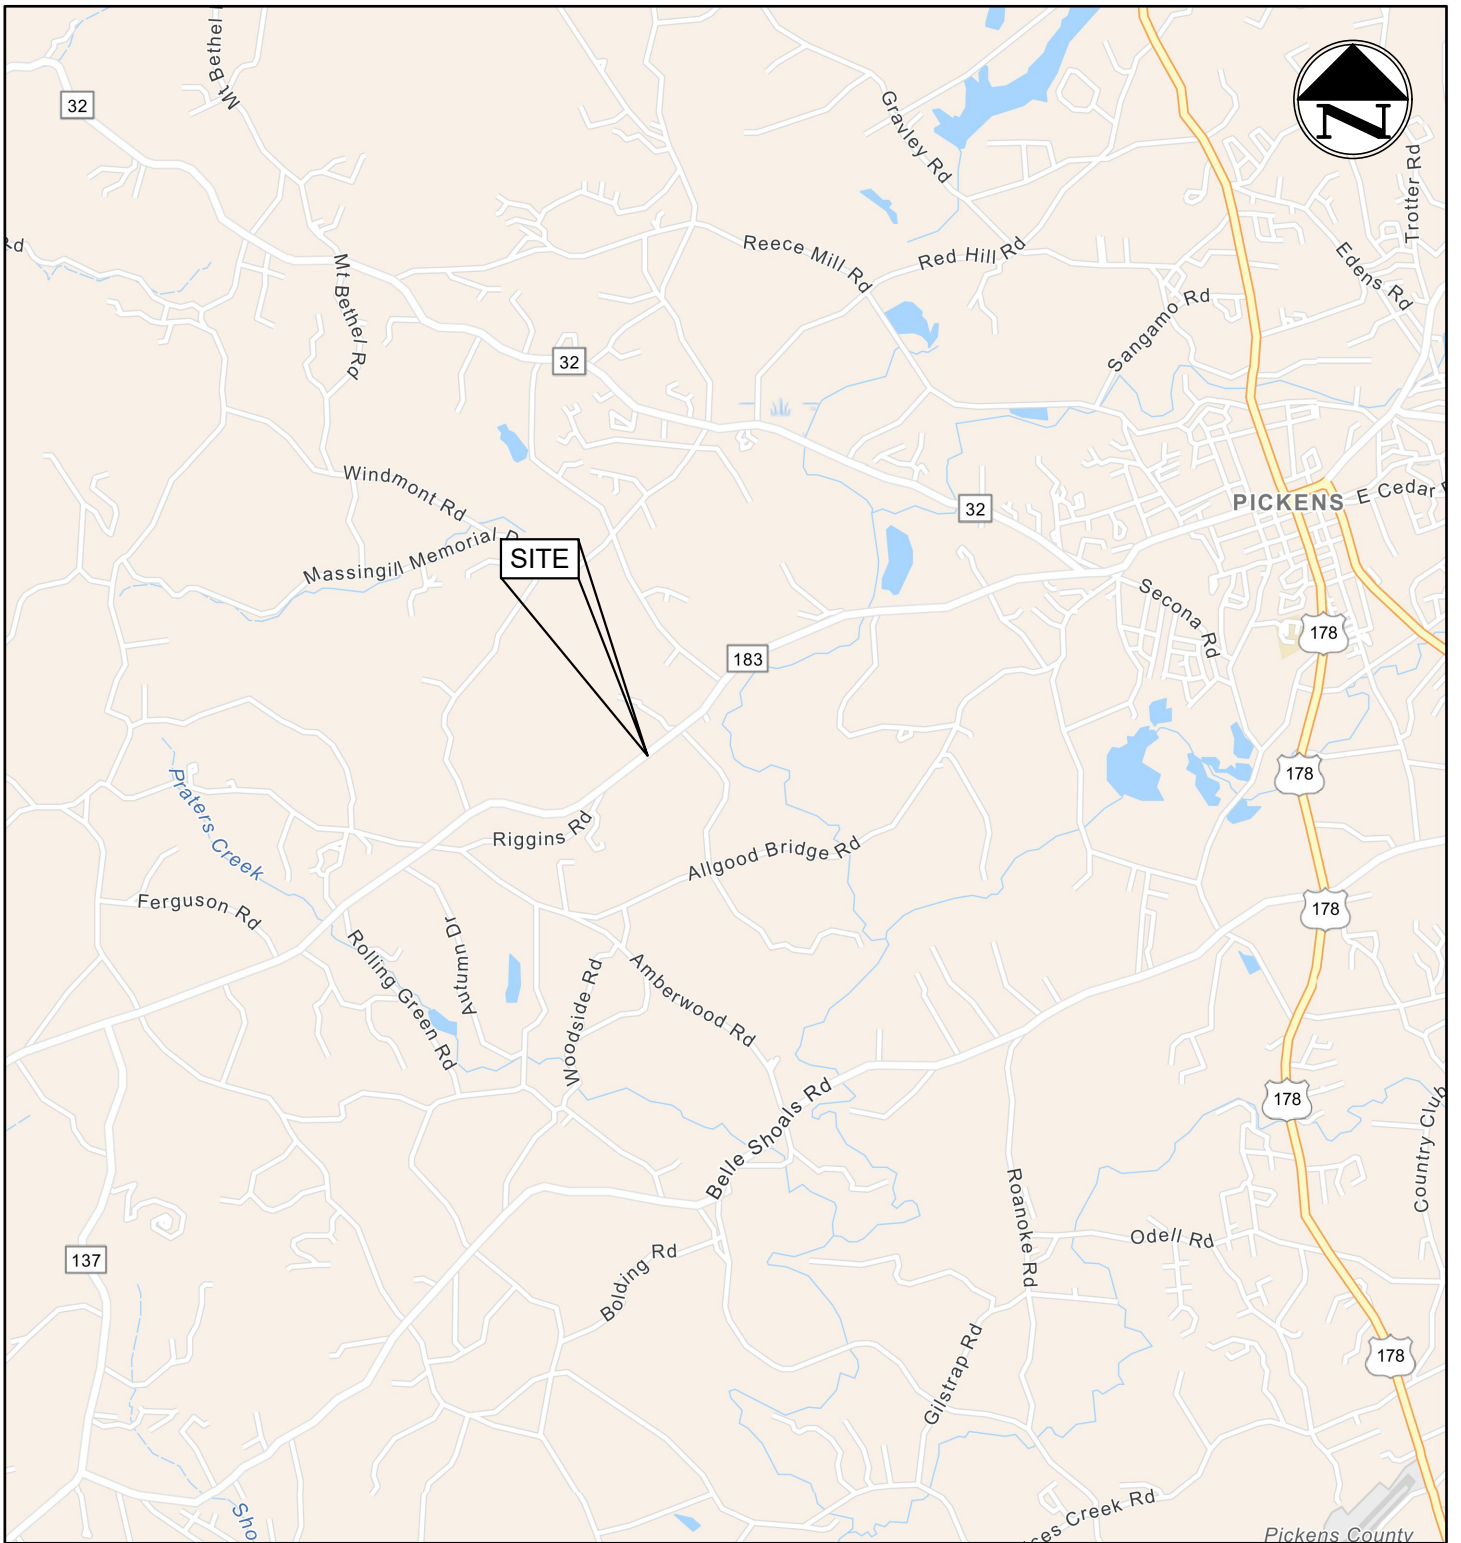 Mt Bethel
32
N
Gravley Rd
Trotter Rd
Rd
Reece Mill Rd
Red Hill Rd
Edens Rd
Mt Bethel Rd
Sangamo Rd
32
Windmont Rd
PICKENS
E Cedar
32
Massingill Memorial
SITE
Secona Rd
178
183
178
Praters Creek
Riggins Rd
Allgood Bridge Rd
Ferguson Rd
178
Autumn Dr
Rolling Green Rd
Woodside Rd
Amberwood Rd
Belle Shoals Rd
178
Country Club
Roanoke Rd
Odell Rd
137
Bolding Rd
Gilstrap Rd
178
ses Creek Rd
Sho
Pickens County